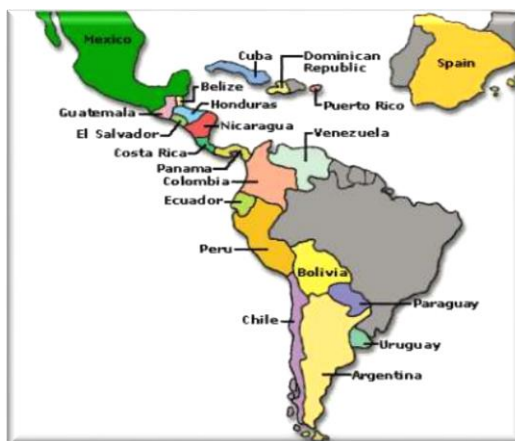 Mexico
Cuba
Dominican
Republic
Spain
Belize
Guatemala
Honduras
Puerto Rico
El Salvador
Nicaragua
Venezuela
Costa Rica
Panama
Colombia
Ecuador
Peru
Bolivia
Chile
Paraguay
Uruguay
Argentina